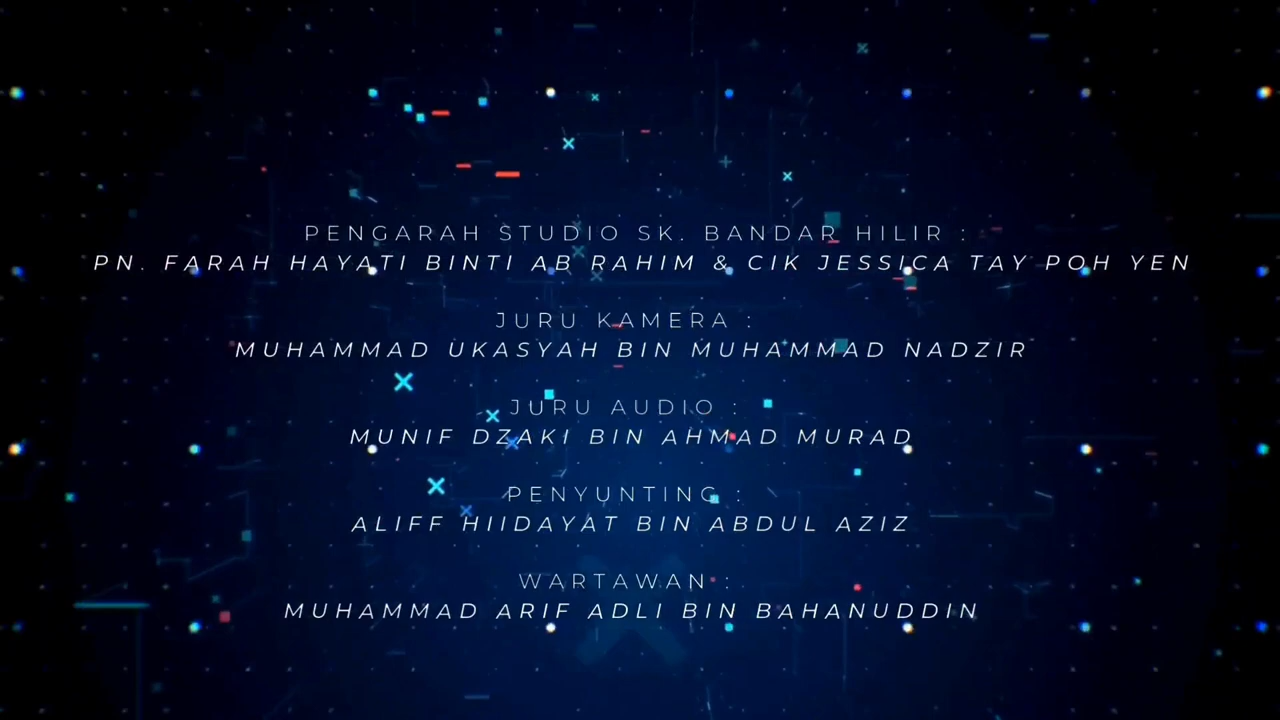 PENGARAH STUDIO SK. BANDAR HILIR :
PN. FARAH HAYATI BINTI AB RAHIM & CIK JESSICA TAY POH YEN
JURU KAMERA :
MUHAMMAD UKASYAH BIN MUHAMMAD NADZIR
JURU AUDIO :
MUNIF DZAKI BIN AHMAD MURAD
PENYUNTING :
ALIFF HIIDAYAT BIN ABDUL AZIZ
WARTAWAN :
MUHAMMAD ARIF ADLI BIN BAHANUDDIN